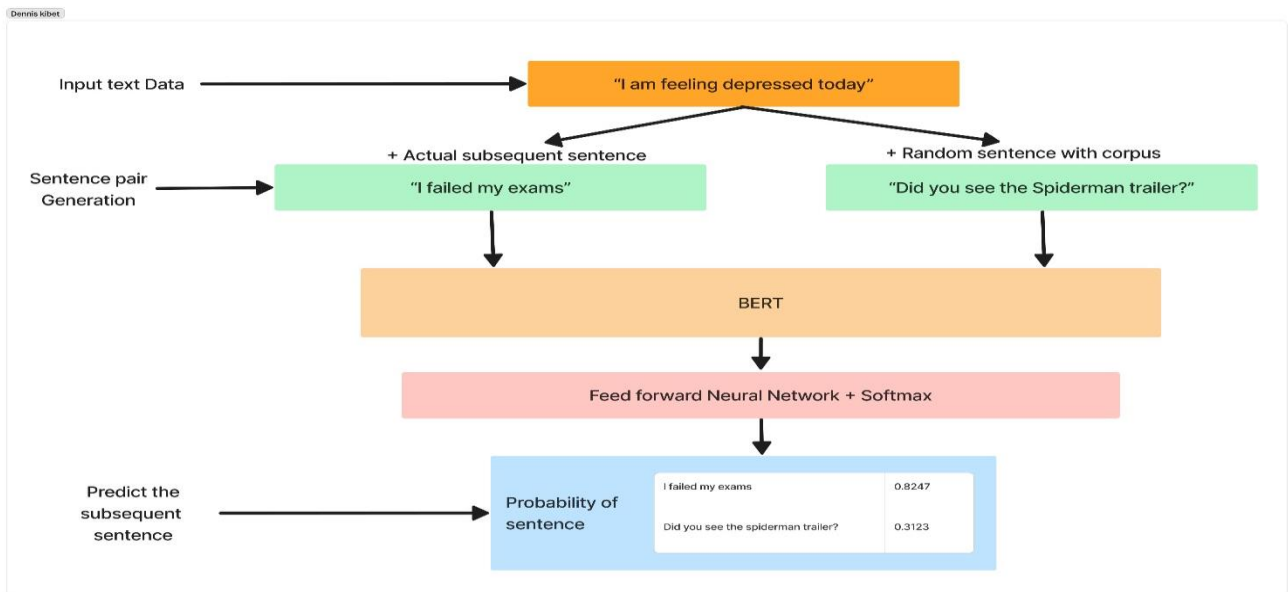 Dennis kibet
Input text Data
“I am feeling depressed today”
+ Actual subsequent sentence
+ Random sentence with corpus
Sentence pair
Generation
“I failed my exams”
“Did you see the Spiderman trailer?”
BERT
Feed forward Neural Network + Softmax
Predict the
subsequent
sentence
Probability of
sentence
I failed my exams 0.8247
Did you see the spiderman trailer? 0.3123